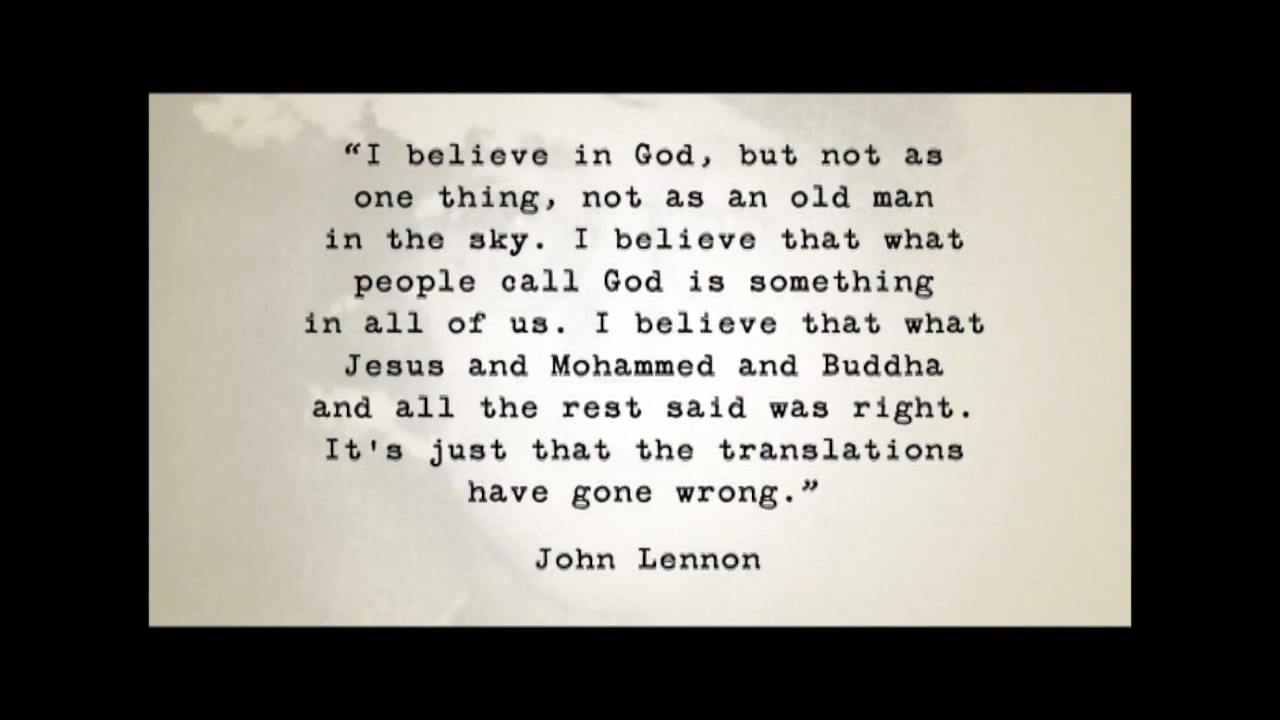 “I believe in God, but not as
one thing, not as an old man
in the sky. I believe that what
people call God is something
in all of us. I believe that what
Jesus and Mohammed and Buddha
and all the rest said was right.
It's just that the translations
have gone wrong.”
John Lennon